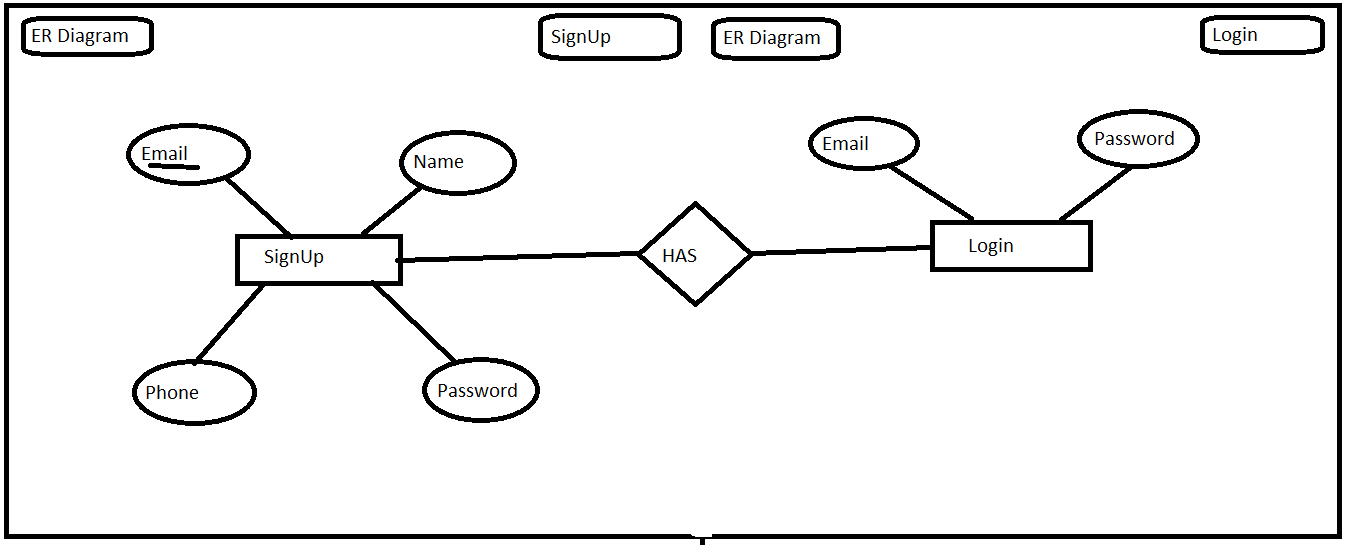 ER Diagram
SignUp
ER Diagram
Login
Email
Name
Email
Password
SignUp
HAS
Login
Phone
Password